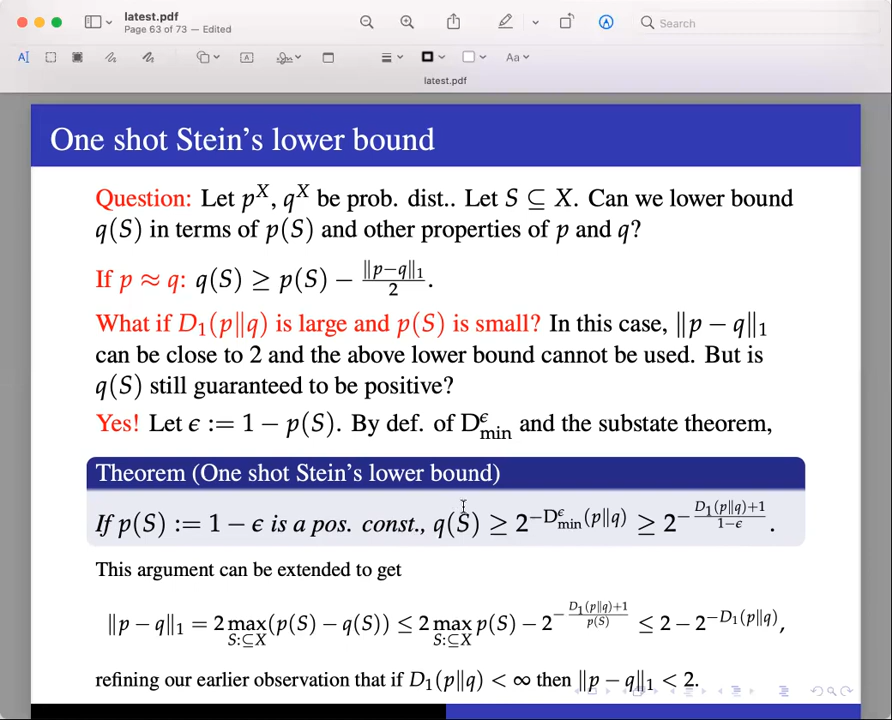 latest.pdf
Page 63 of 73 – Edited
Search
Aa
latest.pdf
One shot Stein's lower bound
Question: Let p^X, q^X be prob. dist.. Let S ⊆ X. Can we lower bound
q(S) in terms of p(S) and other properties of p and q?
If p ≈ q: q(S) ≥ p(S) − ‖p−q‖₁/2.
What if D₁(p‖q) is large and p(S) is small? In this case, ‖p − q‖₁
can be close to 2 and the above lower bound cannot be used. But is
q(S) still guaranteed to be positive?
Yes! Let ϵ := 1 − p(S). By def. of D^ϵ_min and the substate theorem,
Theorem (One shot Stein's lower bound)
If p(S) := 1 − ϵ is a pos. const., q(S) ≥ 2^{−D^ϵ_min(p‖q)} ≥ 2^{−(D₁(p‖q)+1)/(1−ϵ)}.
This argument can be extended to get
‖p − q‖₁ = 2 max_{S:⊆X}(p(S) − q(S)) ≤ 2 max_{S:⊆X} p(S) − 2^{−(D₁(p‖q)+1)/p(S)} ≤ 2 − 2^{−D₁(p‖q)},
refining our earlier observation that if D₁(p‖q) < ∞ then ‖p − q‖₁ < 2.